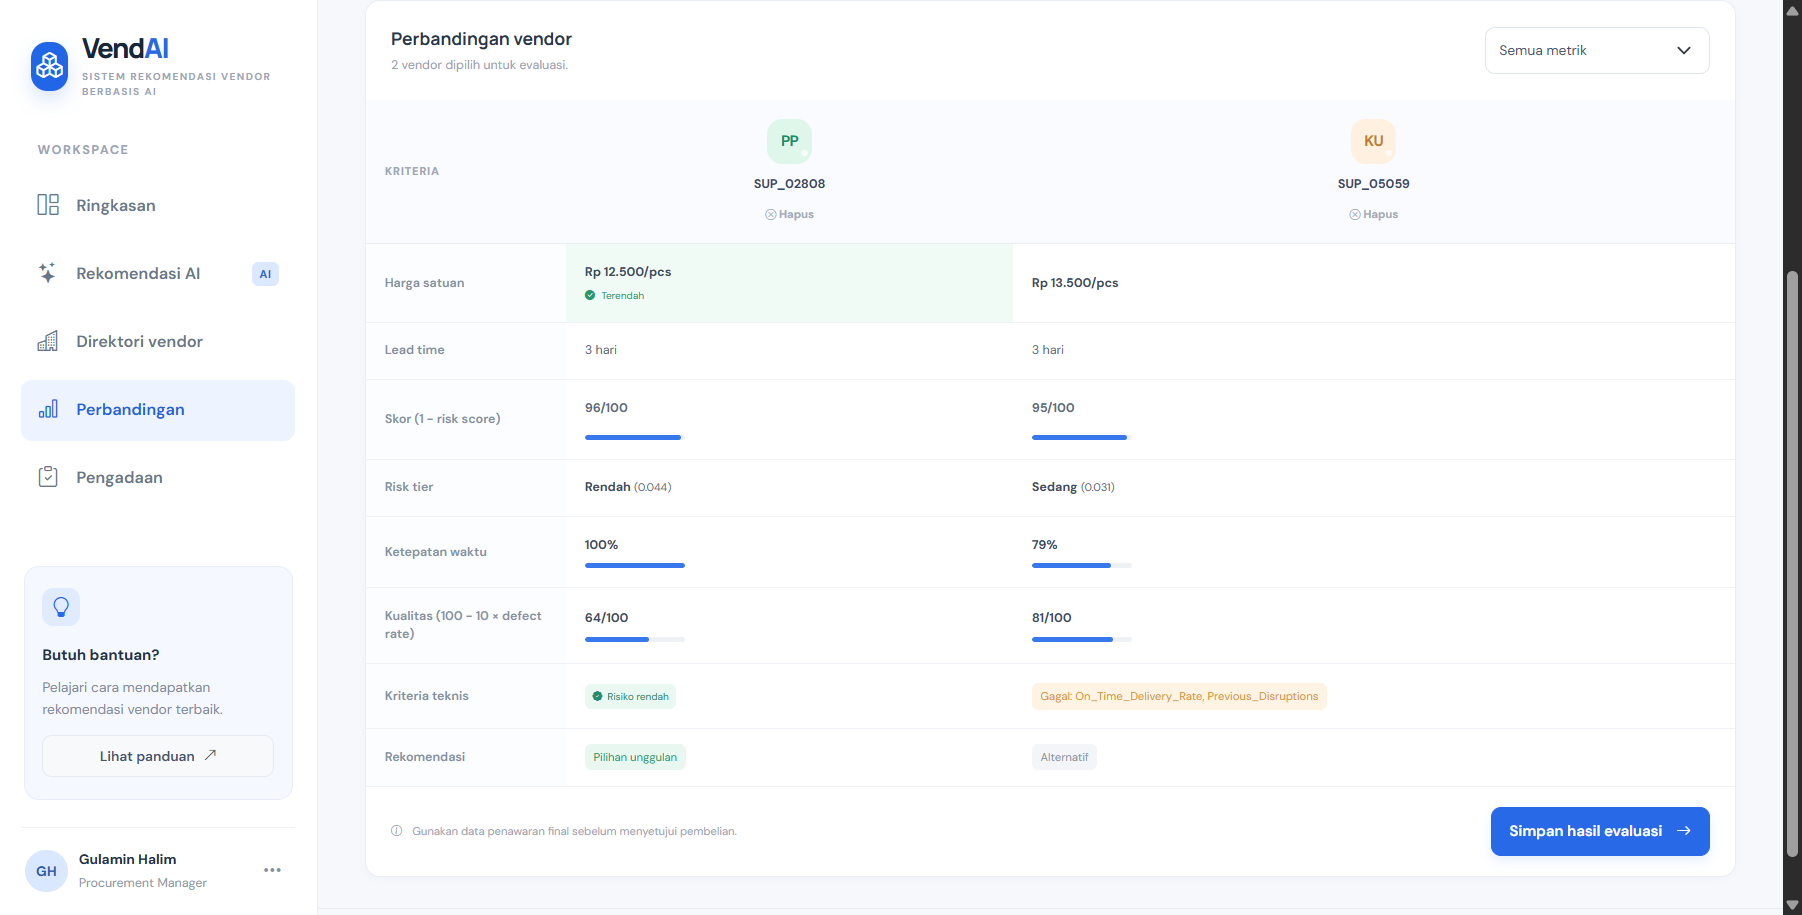 VendAI
SISTEM REKOMENDASI VENDOR
BERBASIS AI
WORKSPACE
Ringkasan
Rekomendasi AI
AI
Direktori vendor
Perbandingan
Pengadaan
Butuh bantuan?
Pelajari cara mendapatkan
rekomendasi vendor terbaik.
Lihat panduan
GH
Gulamin Halim
Procurement Manager
Perbandingan vendor
2 vendor dipilih untuk evaluasi.
Semua metrik
KRITERIA
PP
SUP_02808
Hapus
KU
SUP_05059
Hapus
Harga satuan
Rp 12.500/pcs
Terendah
Rp 13.500/pcs
Lead time
3 hari
3 hari
Skor (1 - risk score)
96/100
95/100
Risk tier
Rendah (0.044)
Sedang (0.031)
Ketepatan waktu
100%
79%
Kualitas (100 - 10 × defect
rate)
64/100
81/100
Kriteria teknis
Risiko rendah
Gagal: On_Time_Delivery_Rate, Previous_Disruptions
Rekomendasi
Pilihan unggulan
Alternatif
Gunakan data penawaran final sebelum menyetujui pembelian.
Simpan hasil evaluasi